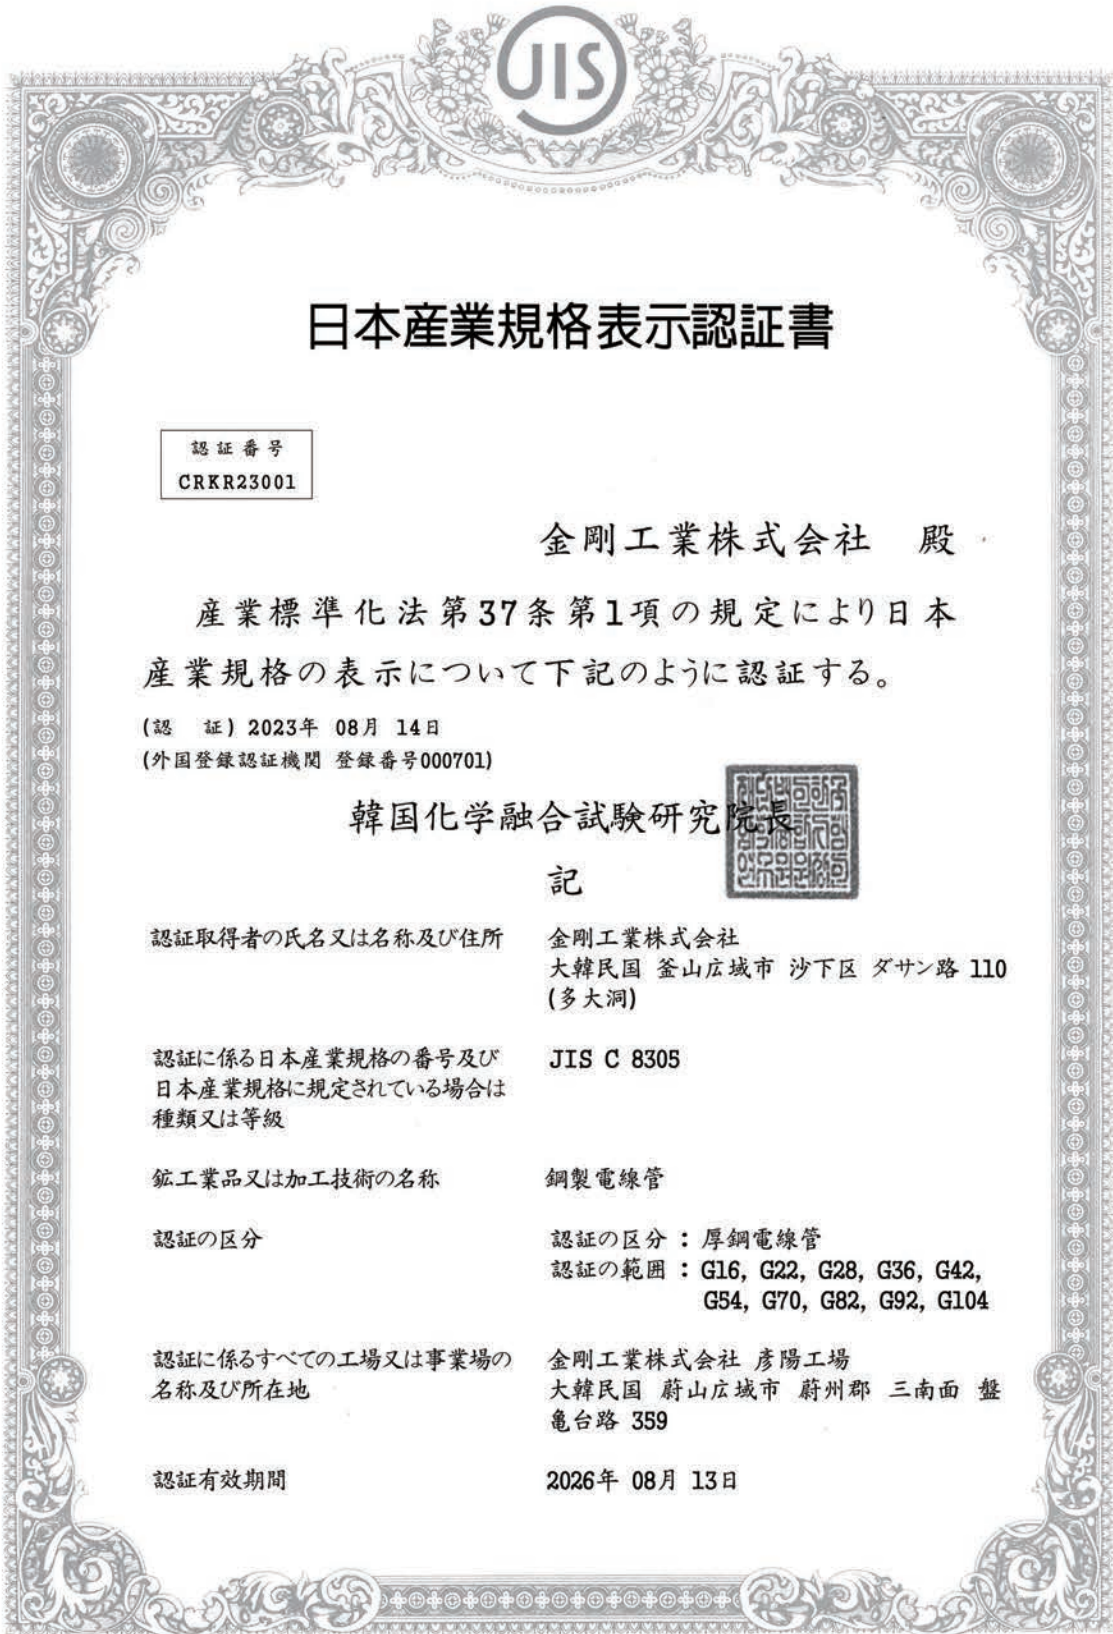 JIS
日本産業規格表示認証書
認証番号
CRKR23001
金剛工業株式会社 殿
産業標準化法第37条第1項の規定により日本
産業規格の表示について下記のように認証する。
(認 証) 2023年 08月 14日
(外国登録認証機関 登録番号000701)
韓国化学融合試験研究院長
記
認証取得者の氏名又は名称及び住所
金剛工業株式会社
大韓民国 釜山広域市 沙下区 ダサン路 110
(多大洞)
認証に係る日本産業規格の番号及び
日本産業規格に規定されている場合は
種類又は等級
JIS C 8305
鉱工業品又は加工技術の名称
鋼製電線管
認証の区分
認証の区分 : 厚鋼電線管
認証の範囲 : G16, G22, G28, G36, G42,
G54, G70, G82, G92, G104
認証に係るすべての工場又は事業場の
名称及び所在地
金剛工業株式会社 彦陽工場
大韓民国 蔚山広域市 蔚州郡 三南面 盤
亀台路 359
認証有効期間
2026年 08月 13日